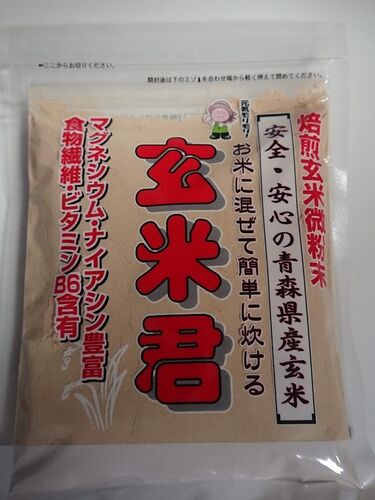 ←ここからお切りください。
開封後は下のミゾ↓を合わせ端から軽く押えて閉めてください。
元気モリモリ!
焙煎玄米微粉末
安全・安心の青森県産玄米
お米に混ぜて簡単に炊ける
玄米君
マグネシウム・ナイアシン豊富
食物繊維・ビタミンB6含有